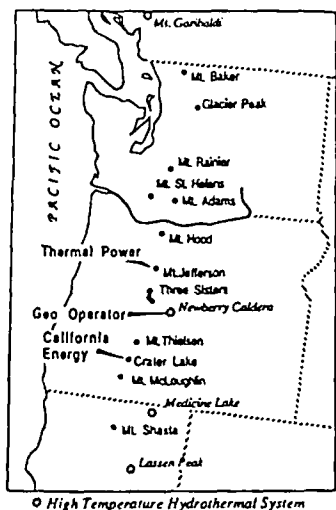 Mt. Garibaldi
Mt. Baker
Glacier Peak
PACIFIC OCEAN
Mt. Rainier
Mt. St. Helens
Mt. Adams
Mt. Hood
Thermal Power
Mt. Jefferson
Three Sisters
Geo Operator
Newberry Caldera
California
Energy
Mt. Thielsen
Crater Lake
Mt. McLoughlin
Medicine Lake
Mt. Shasta
Lassen Peak
High Temperature Hydrothermal System